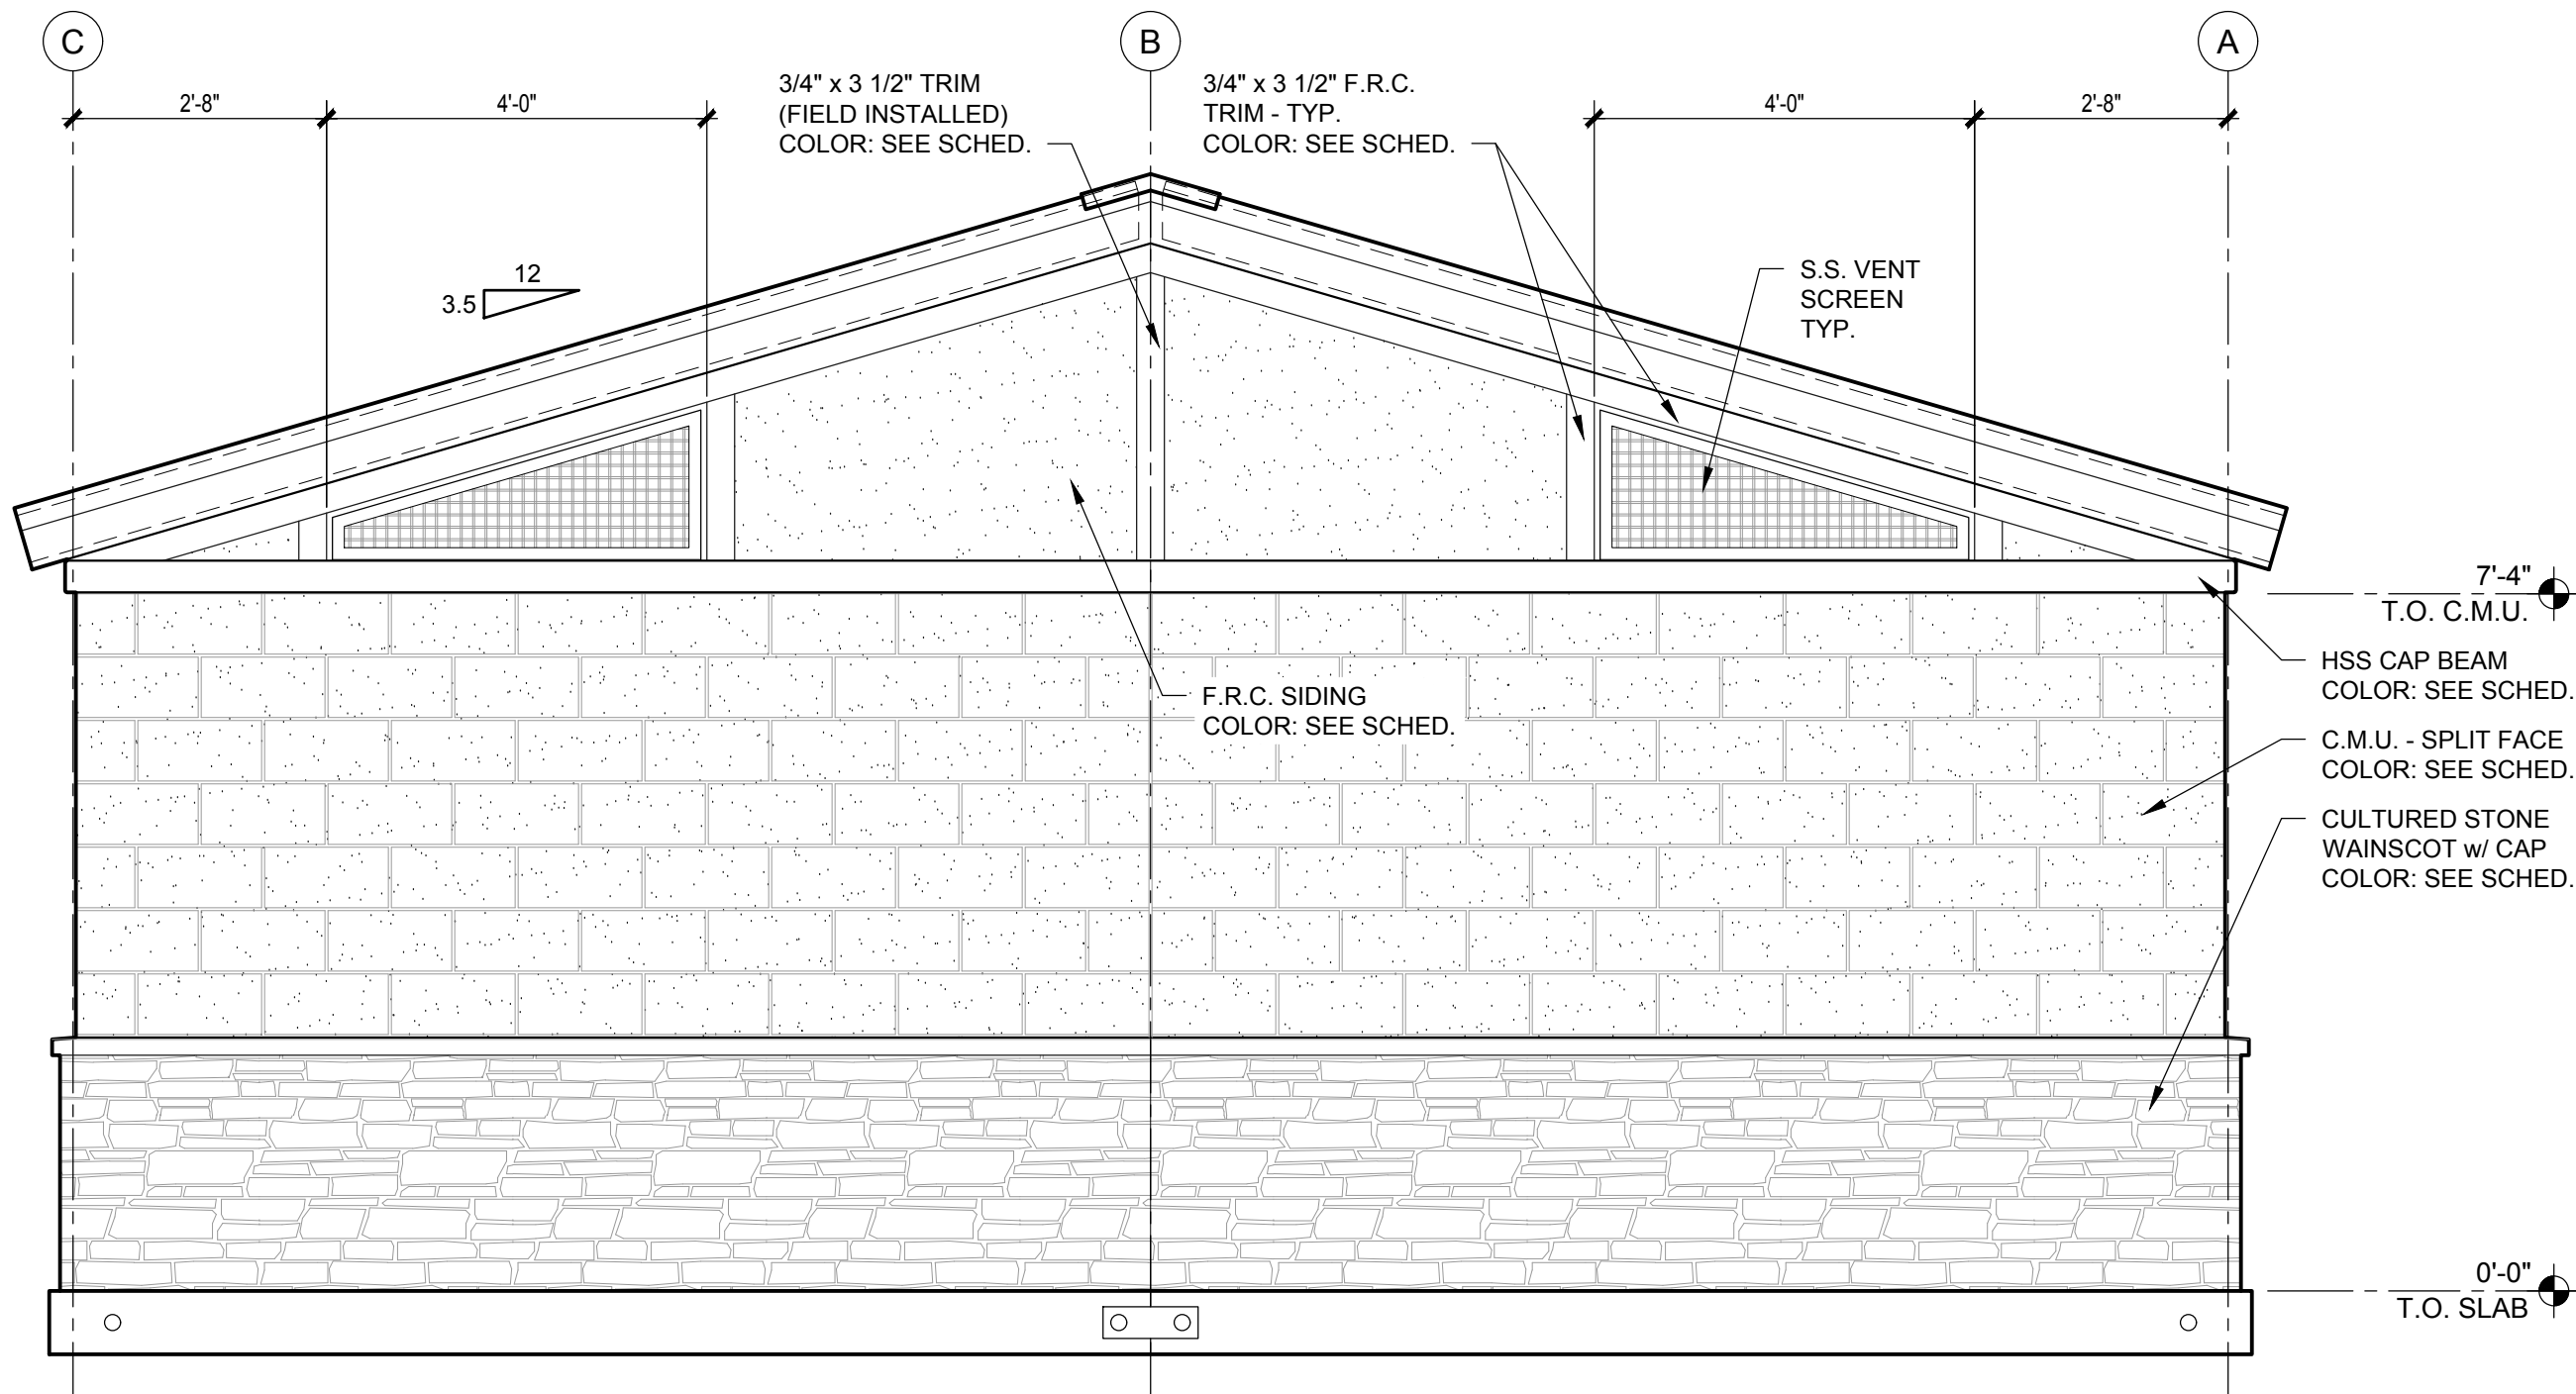 C
B
A
2'-8"
4'-0"
3/4" x 3 1/2" TRIM
(FIELD INSTALLED)
COLOR: SEE SCHED.
3/4" x 3 1/2" F.R.C.
TRIM - TYP.
COLOR: SEE SCHED.
4'-0"
2'-8"
12
3.5
S.S. VENT
SCREEN
TYP.
7'-4"
T.O. C.M.U.
HSS CAP BEAM
COLOR: SEE SCHED.
F.R.C. SIDING
COLOR: SEE SCHED.
C.M.U. - SPLIT FACE
COLOR: SEE SCHED.
CULTURED STONE
WAINSCOT w/ CAP
COLOR: SEE SCHED.
0'-0"
T.O. SLAB